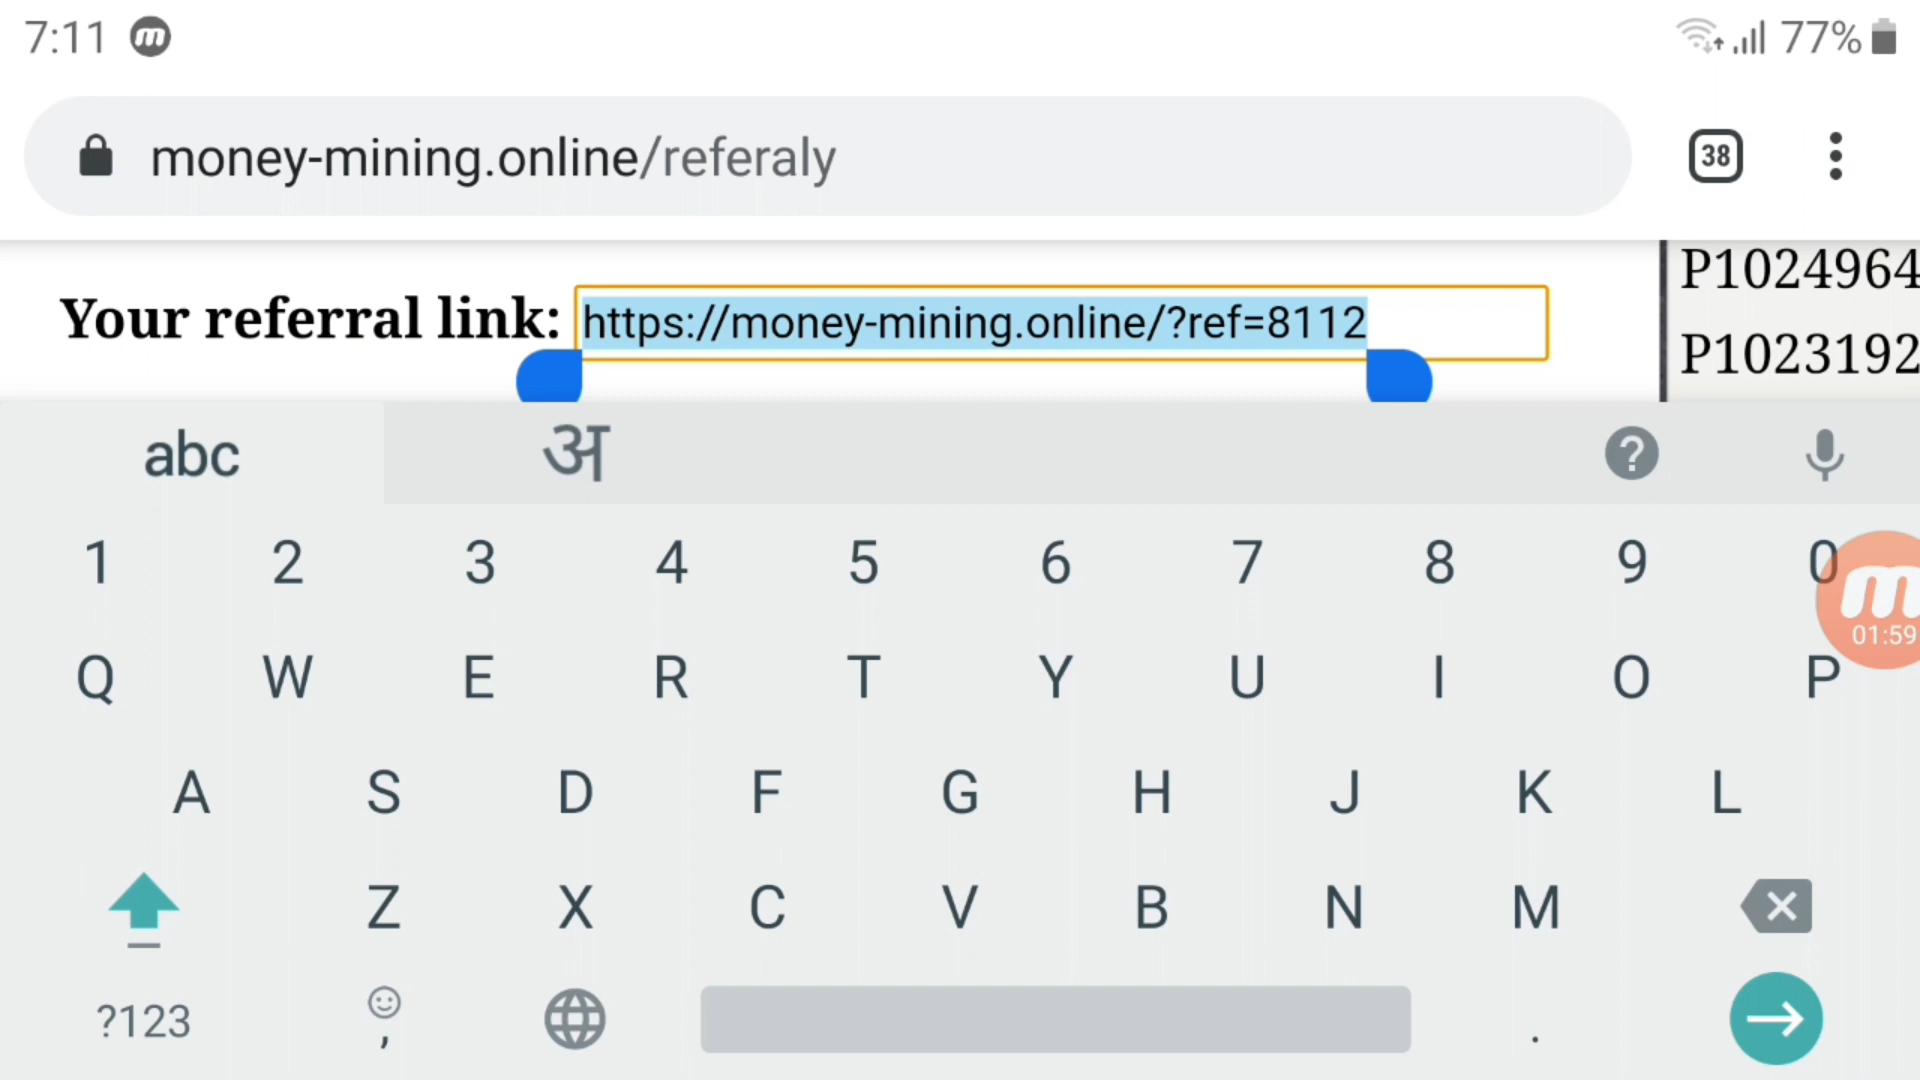 7:11 m 77%
money-mining.online/referaly 38
Your referral link: https://money-mining.online/?ref=8112
P1024964
P1023192
abc अ ?
1 2 3 4 5 6 7 8 9 0
m
01:59
Q W E R T Y U I O P
A S D F G H J K L
Z X C V B N M
?123 , .